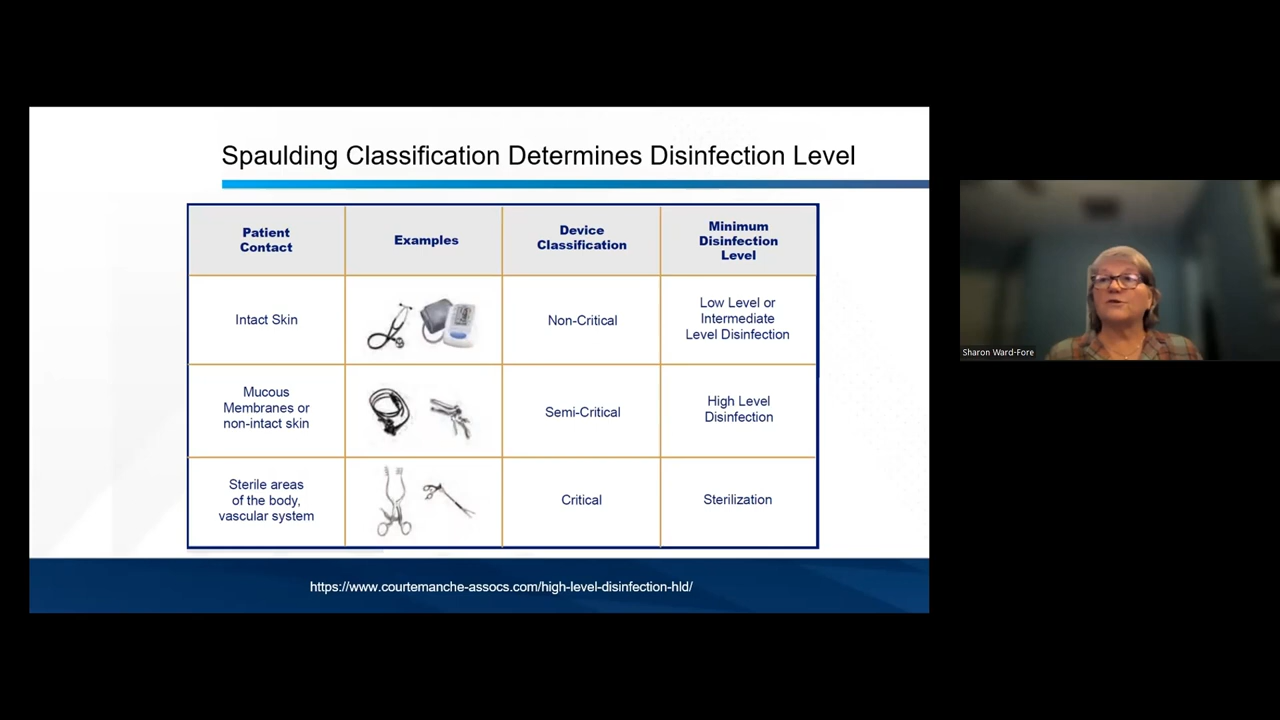 Spaulding Classification Determines Disinfection Level
Patient
Contact
Examples
Device
Classification
Minimum
Disinfection
Level
Intact Skin
Non-Critical
Low Level or
Intermediate
Level Disinfection
Mucous
Membranes or
non-intact skin
Semi-Critical
High Level
Disinfection
Sterile areas
of the body,
vascular system
Critical
Sterilization
https://www.courtemanche-assocs.com/high-level-disinfection-hld/
Sharon Ward-Fore